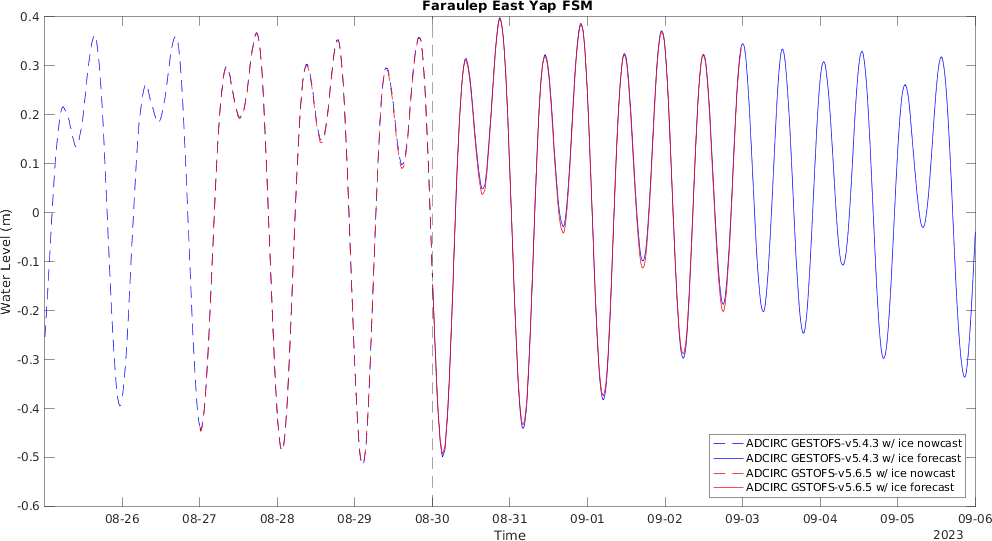 Faraulep East Yap FSM
0.4
0.3
0.2
0.1
0
-0.1
-0.2
-0.3
-0.4
-0.5
-0.6
Water Level (m)
08-26 08-27 08-28 08-29 08-30 08-31 09-01 09-02 09-03 09-04 09-05 09-06
Time
2023
ADCIRC GESTOFS-v5.4.3 w/ ice nowcast
ADCIRC GESTOFS-v5.4.3 w/ ice forecast
ADCIRC GSTOFS-v5.6.5 w/ ice nowcast
ADCIRC GSTOFS-v5.6.5 w/ ice forecast